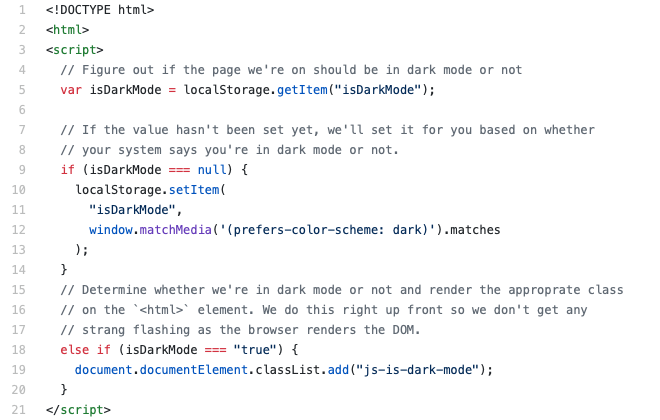 1 <!DOCTYPE html>
2 <html>
3 <script>
4 // Figure out if the page we're on should be in dark mode or not
5 var isDarkMode = localStorage.getItem("isDarkMode");
6
7 // If the value hasn't been set yet, we'll set it for you based on whether
8 // your system says you're in dark mode or not.
9 if (isDarkMode === null) {
10 localStorage.setItem(
11 "isDarkMode",
12 window.matchMedia('(prefers-color-scheme: dark)').matches
13 );
14 }
15 // Determine whether we're in dark mode or not and render the approprate class
16 // on the `<html>` element. We do this right up front so we don't get any
17 // strang flashing as the browser renders the DOM.
18 else if (isDarkMode === "true") {
19 document.documentElement.classList.add("js-is-dark-mode");
20 }
21 </script>